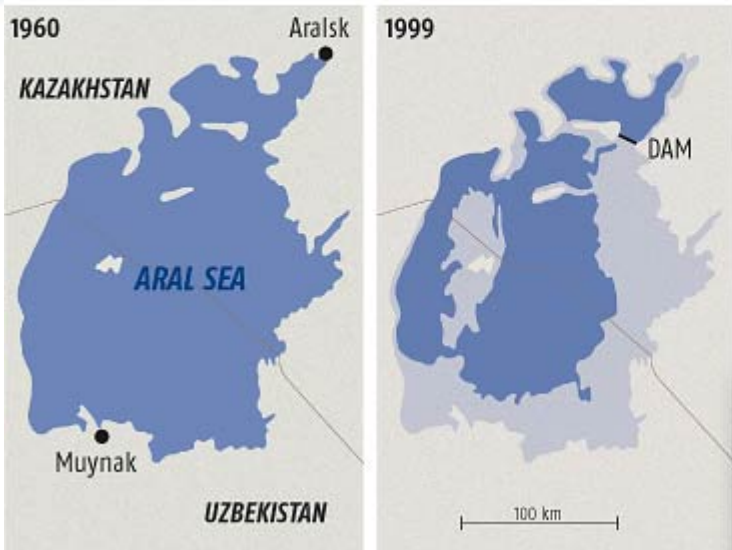 1960
Aralsk
KAZAKHSTAN
ARAL SEA
Muynak
UZBEKISTAN
1999
DAM
100 km